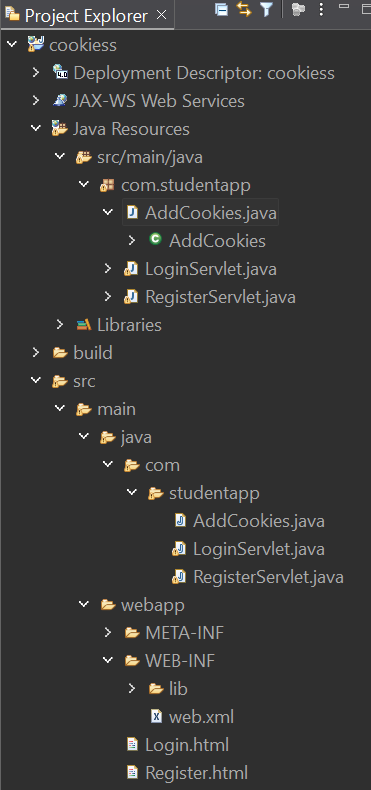 Project Explorer
cookiess
Deployment Descriptor: cookiess
JAX-WS Web Services
Java Resources
src/main/java
com.studentapp
AddCookies.java
AddCookies
LoginServlet.java
RegisterServlet.java
Libraries
build
src
main
java
com
studentapp
AddCookies.java
LoginServlet.java
RegisterServlet.java
webapp
META-INF
WEB-INF
lib
web.xml
Login.html
Register.html